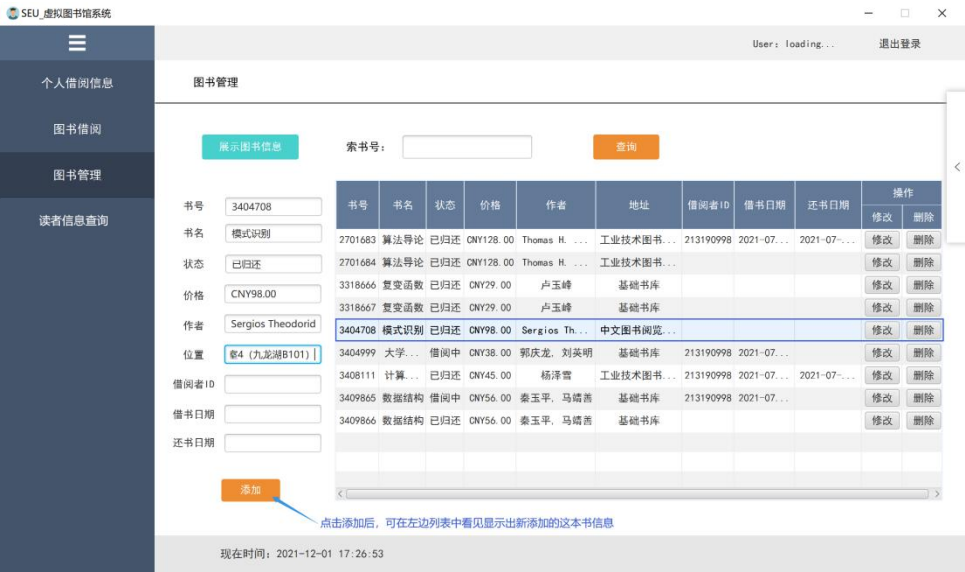 SEU_虚拟图书馆系统
User: loading... 退出登录
个人借阅信息
图书借阅
图书管理
读者信息查询
图书管理
展示图书信息 索书号: 查询
书号 3404708
书名 模式识别
状态 已归还
价格 CNY98.00
作者 Sergios Theodorid
位置 4（九龙湖B101）
借阅者ID
借书日期
还书日期
添加
书号 书名 状态 价格 作者 地址 借阅者ID 借书日期 还书日期 操作
修改 删除
2701683 算法导论 已归还 CNY128.00 Thomas H. ... 工业技术图书... 213190998 2021-07... 2021-07-... 修改 删除
2701684 算法导论 已归还 CNY128.00 Thomas H. ... 工业技术图书... 修改 删除
3318666 复变函数 已归还 CNY29.00 卢玉峰 基础书库 修改 删除
3318667 复变函数 已归还 CNY29.00 卢玉峰 基础书库 修改 删除
3404708 模式识别 已归还 CNY98.00 Sergios Th... 中文图书阅览... 修改 删除
3404999 大学... 借阅中 CNY38.00 郭庆龙, 刘英明 基础书库 213190998 2021-07... 修改 删除
3408111 计算... 已归还 CNY45.00 杨泽雪 工业技术图书... 213190998 2021-07... 2021-07-... 修改 删除
3409865 数据结构 借阅中 CNY56.00 秦玉平, 马靖善 基础书库 213190998 2021-07... 修改 删除
3409866 数据结构 已归还 CNY56.00 秦玉平, 马靖善 基础书库 修改 删除
点击添加后，可在左边列表中看见显示出新添加的这本书信息
现在时间：2021-12-01 17:26:53